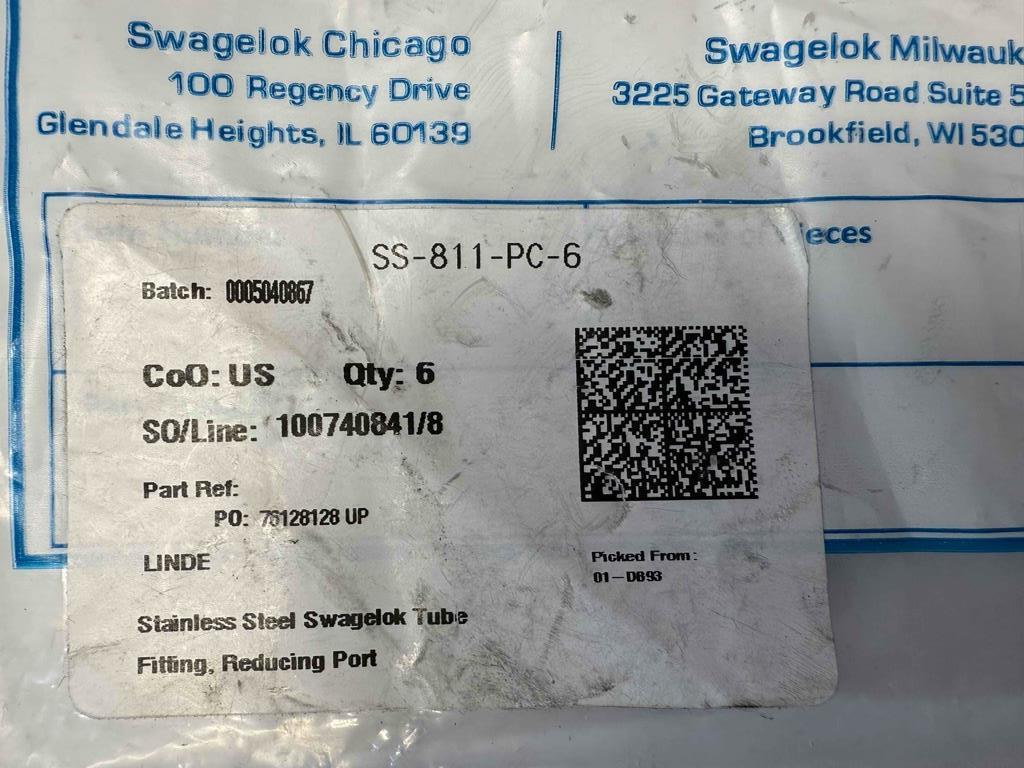 Swagelok Chicago
100 Regency Drive
Glendale Heights, IL 60139
Swagelok Milwauk
3225 Gateway Road Suite 5
Brookfield, WI 530
ieces
SS-811-PC-6
Batch: 0005040867
CoO: US Qty: 6
SO/Line: 100740841/8
Part Ref:
PO: 76128128 UP
LINDE
Picked From:
01-DB93
Stainless Steel Swagelok Tube
Fitting, Reducing Port